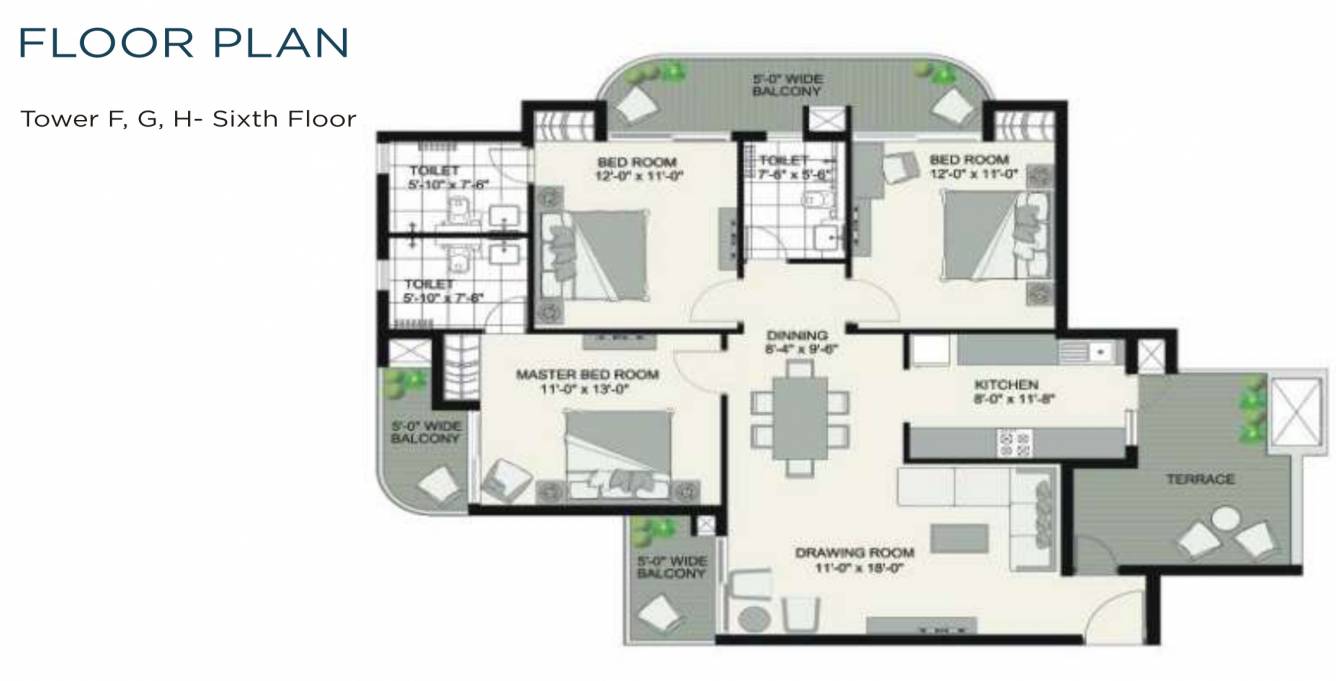 FLOOR PLAN
Tower F, G, H- Sixth Floor
5'-0" WIDE
BALCONY
TOILET
5'-10" x 7'-6"
BED ROOM
12'-0" x 11'-0"
TOILET
7'-6" x 5'-6"
BED ROOM
12'-0" x 11'-0"
TOILET
5'-10" x 7'-6"
DINNING
8'-4" x 9'-6"
MASTER BED ROOM
11'-0" x 13'-0"
KITCHEN
8'-0" x 11'-8"
5'-0" WIDE
BALCONY
TERRACE
5'-0" WIDE
BALCONY
DRAWING ROOM
11'-0" x 18'-0"